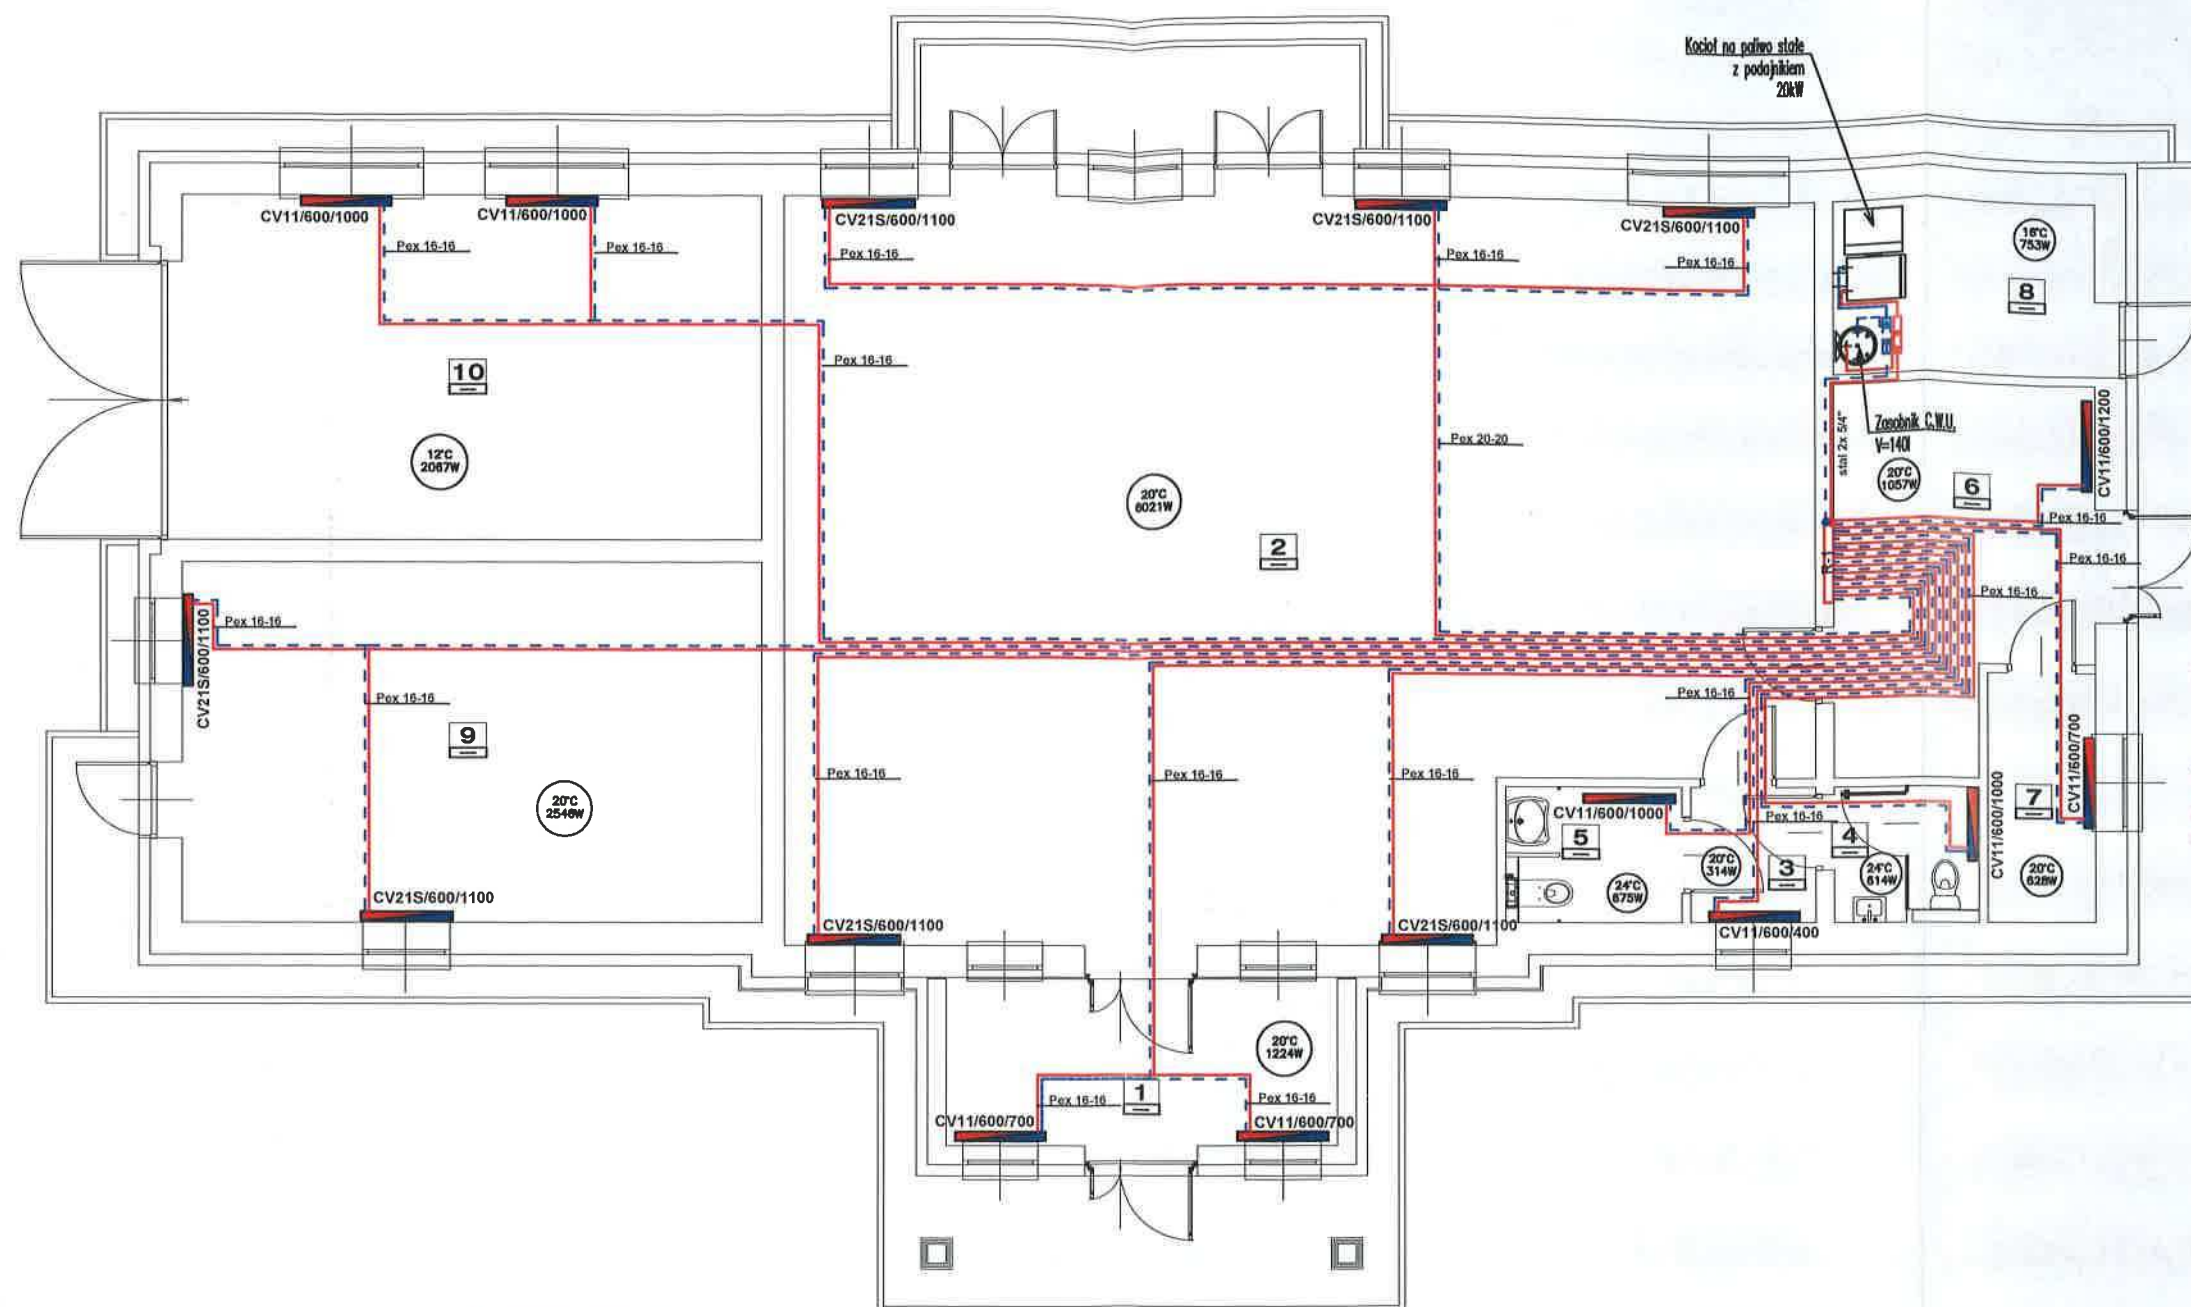 Kocioł na paliwo stałe
z podajnikiem
20kW
CV11/600/1000
CV11/600/1000
CV21S/600/1100
CV21S/600/1100
CV21S/600/1100
16°C
753W
8
Pex 16-16
Pex 16-16
Pex 16-16
Pex 16-16
Pex 16-16
10
Pex 16-16
12°C
2067W
Pex 20-20
20°C
6021W
2
stal 2x 5/4"
Zasobnik C.W.U.
V=140l
20°C
1057W
6
CV11/600/1200
Pex 16-16
Pex 16-16
Pex 16-16
Pex 16-16
CV21S/600/1100
Pex 16-16
Pex 16-16
9
20°C
2546W
Pex 16-16
Pex 16-16
Pex 16-16
CV11/600/1000
5
Pex 16-16
4
3
20°C
314W
24°C
675W
24°C
614W
CV11/600/1000
7
CV11/600/700
20°C
628W
CV21S/600/1100
CV21S/600/1100
CV21S/600/1100
CV11/600/400
20°C
1224W
Pex 16-16
1
Pex 16-16
CV11/600/700
CV11/600/700